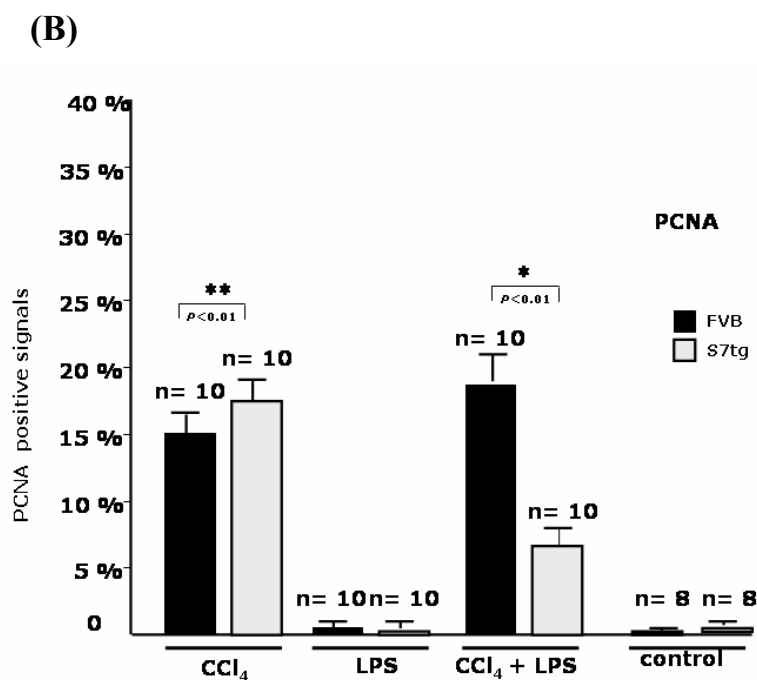 (B)
40 %
35 %
30 %
25 %
20 %
15 %
10 %
5 %
0
PCNA positive signals
PCNA
FVB
S7tg
**
P<0.01
n= 10
n= 10
n= 10
n= 10
*
P<0.01
n= 10
n= 10
n= 8
n= 8
CCl₄
LPS
CCl₄ + LPS
control